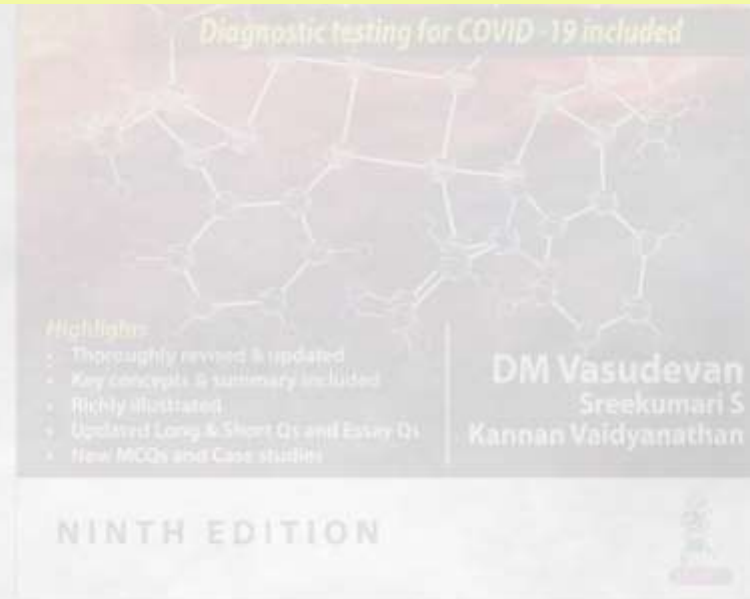 Diagnostic testing for COVID -19 included
Highlights
• Thoroughly revised & updated
• Key concepts & summary included
• Richly illustrated
• Updated Long & Short Qs and Essay Qs
• New MCQs and Case studies
DM Vasudevan
Sreekumari S
Kannan Vaidyanathan
NINTH EDITION